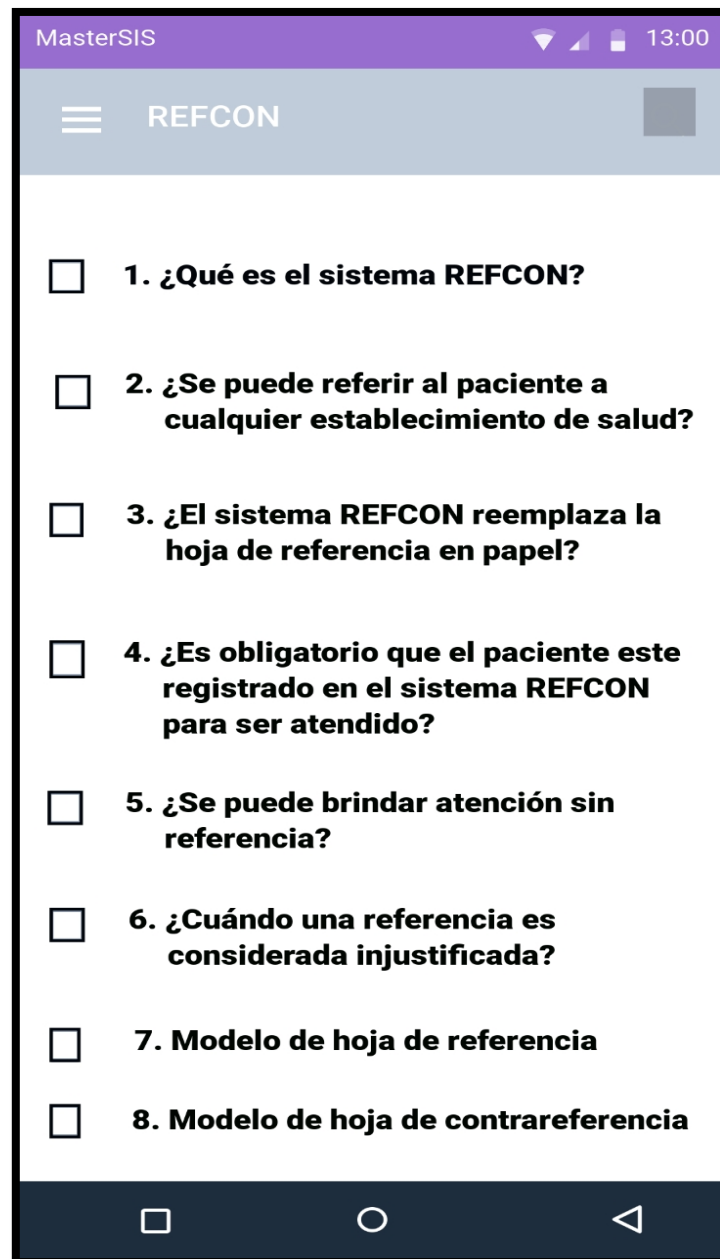 MasterSIS 13:00
REFCON
1. ¿Qué es el sistema REFCON?
2. ¿Se puede referir al paciente a
cualquier establecimiento de salud?
3. ¿El sistema REFCON reemplaza la
hoja de referencia en papel?
4. ¿Es obligatorio que el paciente este
registrado en el sistema REFCON
para ser atendido?
5. ¿Se puede brindar atención sin
referencia?
6. ¿Cuándo una referencia es
considerada injustificada?
7. Modelo de hoja de referencia
8. Modelo de hoja de contrareferencia